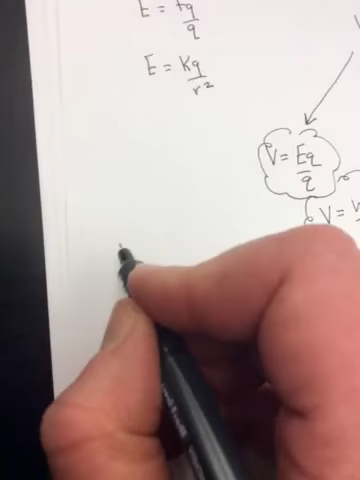 E = Fq/q
E = Kq/r²
V = Eq/q
V =